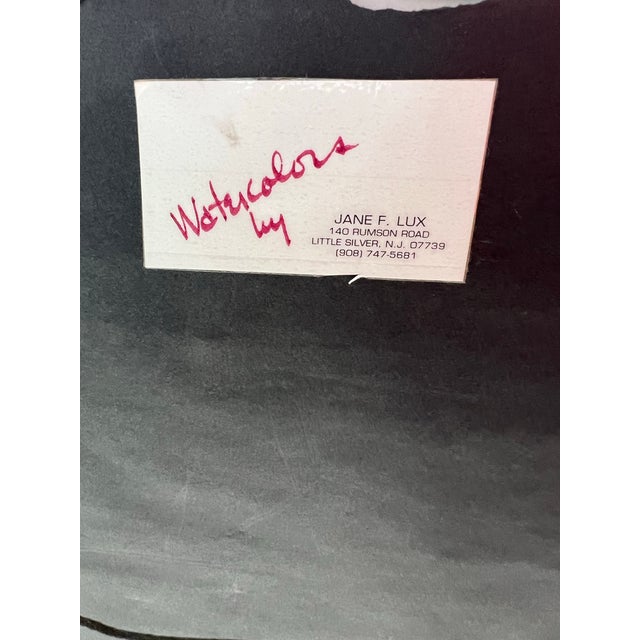 Watercolors
by
JANE F. LUX
140 RUMSON ROAD
LITTLE SILVER, N.J. 07739
(908) 747-5681